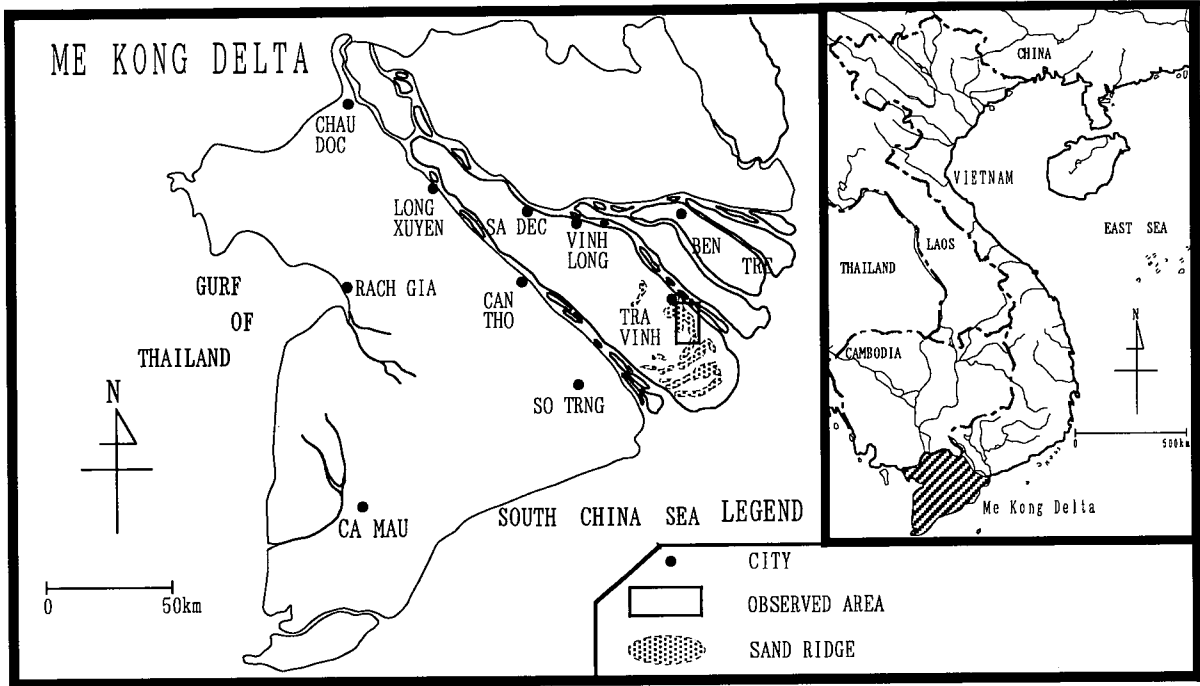 ME KONG DELTA
CHAU
DOC
LONG
XUYEN
SA DEC
VINH
LONG
BEN
TRE
GURF
OF
THAILAND
RACH GIA
CAN
THO
TRA
VINH
SO TRNG
N
CA MAU
SOUTH CHINA SEA
0
50km
LEGEND
CITY
OBSERVED AREA
SAND RIDGE
CHINA
VIETNAM
LAOS
EAST SEA
THAILAND
N
CAMBODIA
0
500km
Me Kong Delta